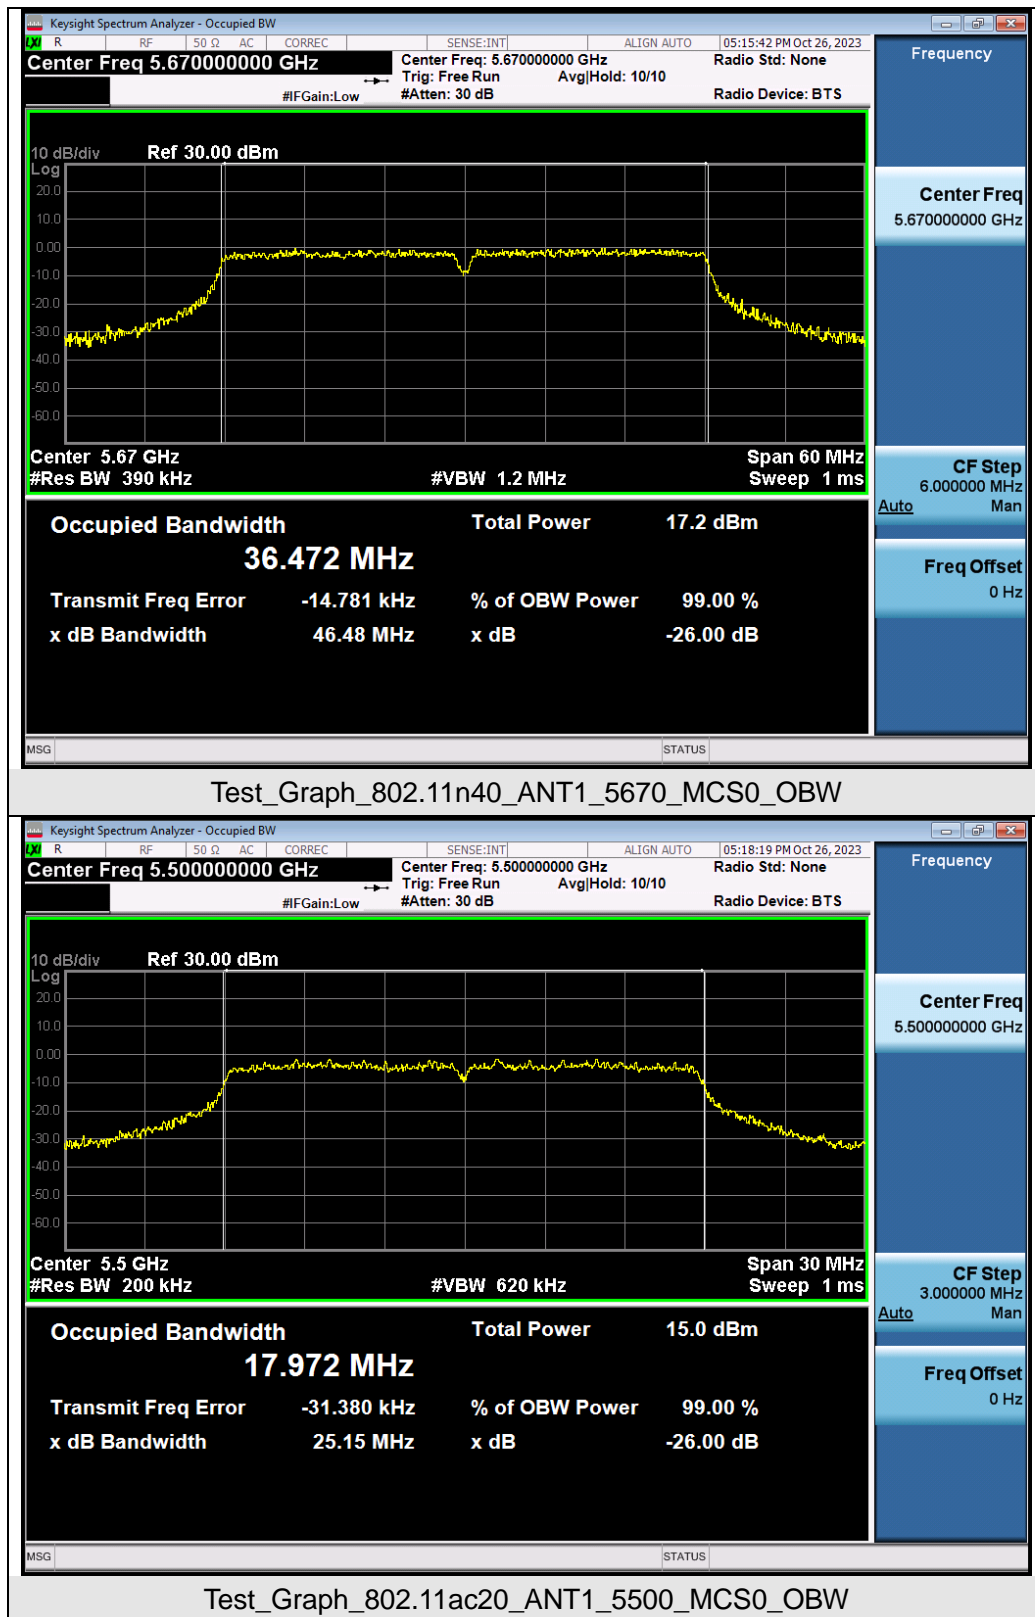 Keysight Spectrum Analyzer - Occupied BW
LXI R RF 50 Ω AC CORREC SENSE:INT ALIGN AUTO 05:15:42 PM Oct 26, 2023
Center Freq 5.670000000 GHz
Center Freq: 5.670000000 GHz Radio Std: None
Trig: Free Run Avg|Hold: 10/10
#IFGain:Low #Atten: 30 dB Radio Device: BTS
10 dB/div Ref 30.00 dBm
Log
20.0
10.0
0.00
-10.0
-20.0
-30.0
-40.0
-50.0
-60.0
Center 5.67 GHz Span 60 MHz
#Res BW 390 kHz #VBW 1.2 MHz Sweep 1 ms
Occupied Bandwidth Total Power 17.2 dBm
36.472 MHz
Transmit Freq Error -14.781 kHz % of OBW Power 99.00 %
x dB Bandwidth 46.48 MHz x dB -26.00 dB
MSG STATUS
Frequency
Center Freq
5.670000000 GHz
CF Step
6.000000 MHz
Auto Man
Freq Offset
0 Hz
Test_Graph_802.11n40_ANT1_5670_MCS0_OBW
Keysight Spectrum Analyzer - Occupied BW
LXI R RF 50 Ω AC CORREC SENSE:INT ALIGN AUTO 05:18:19 PM Oct 26, 2023
Center Freq 5.500000000 GHz
Center Freq: 5.500000000 GHz Radio Std: None
Trig: Free Run Avg|Hold: 10/10
#IFGain:Low #Atten: 30 dB Radio Device: BTS
10 dB/div Ref 30.00 dBm
Log
20.0
10.0
0.00
-10.0
-20.0
-30.0
-40.0
-50.0
-60.0
Center 5.5 GHz Span 30 MHz
#Res BW 200 kHz #VBW 620 kHz Sweep 1 ms
Occupied Bandwidth Total Power 15.0 dBm
17.972 MHz
Transmit Freq Error -31.380 kHz % of OBW Power 99.00 %
x dB Bandwidth 25.15 MHz x dB -26.00 dB
MSG STATUS
Frequency
Center Freq
5.500000000 GHz
CF Step
3.000000 MHz
Auto Man
Freq Offset
0 Hz
Test_Graph_802.11ac20_ANT1_5500_MCS0_OBW